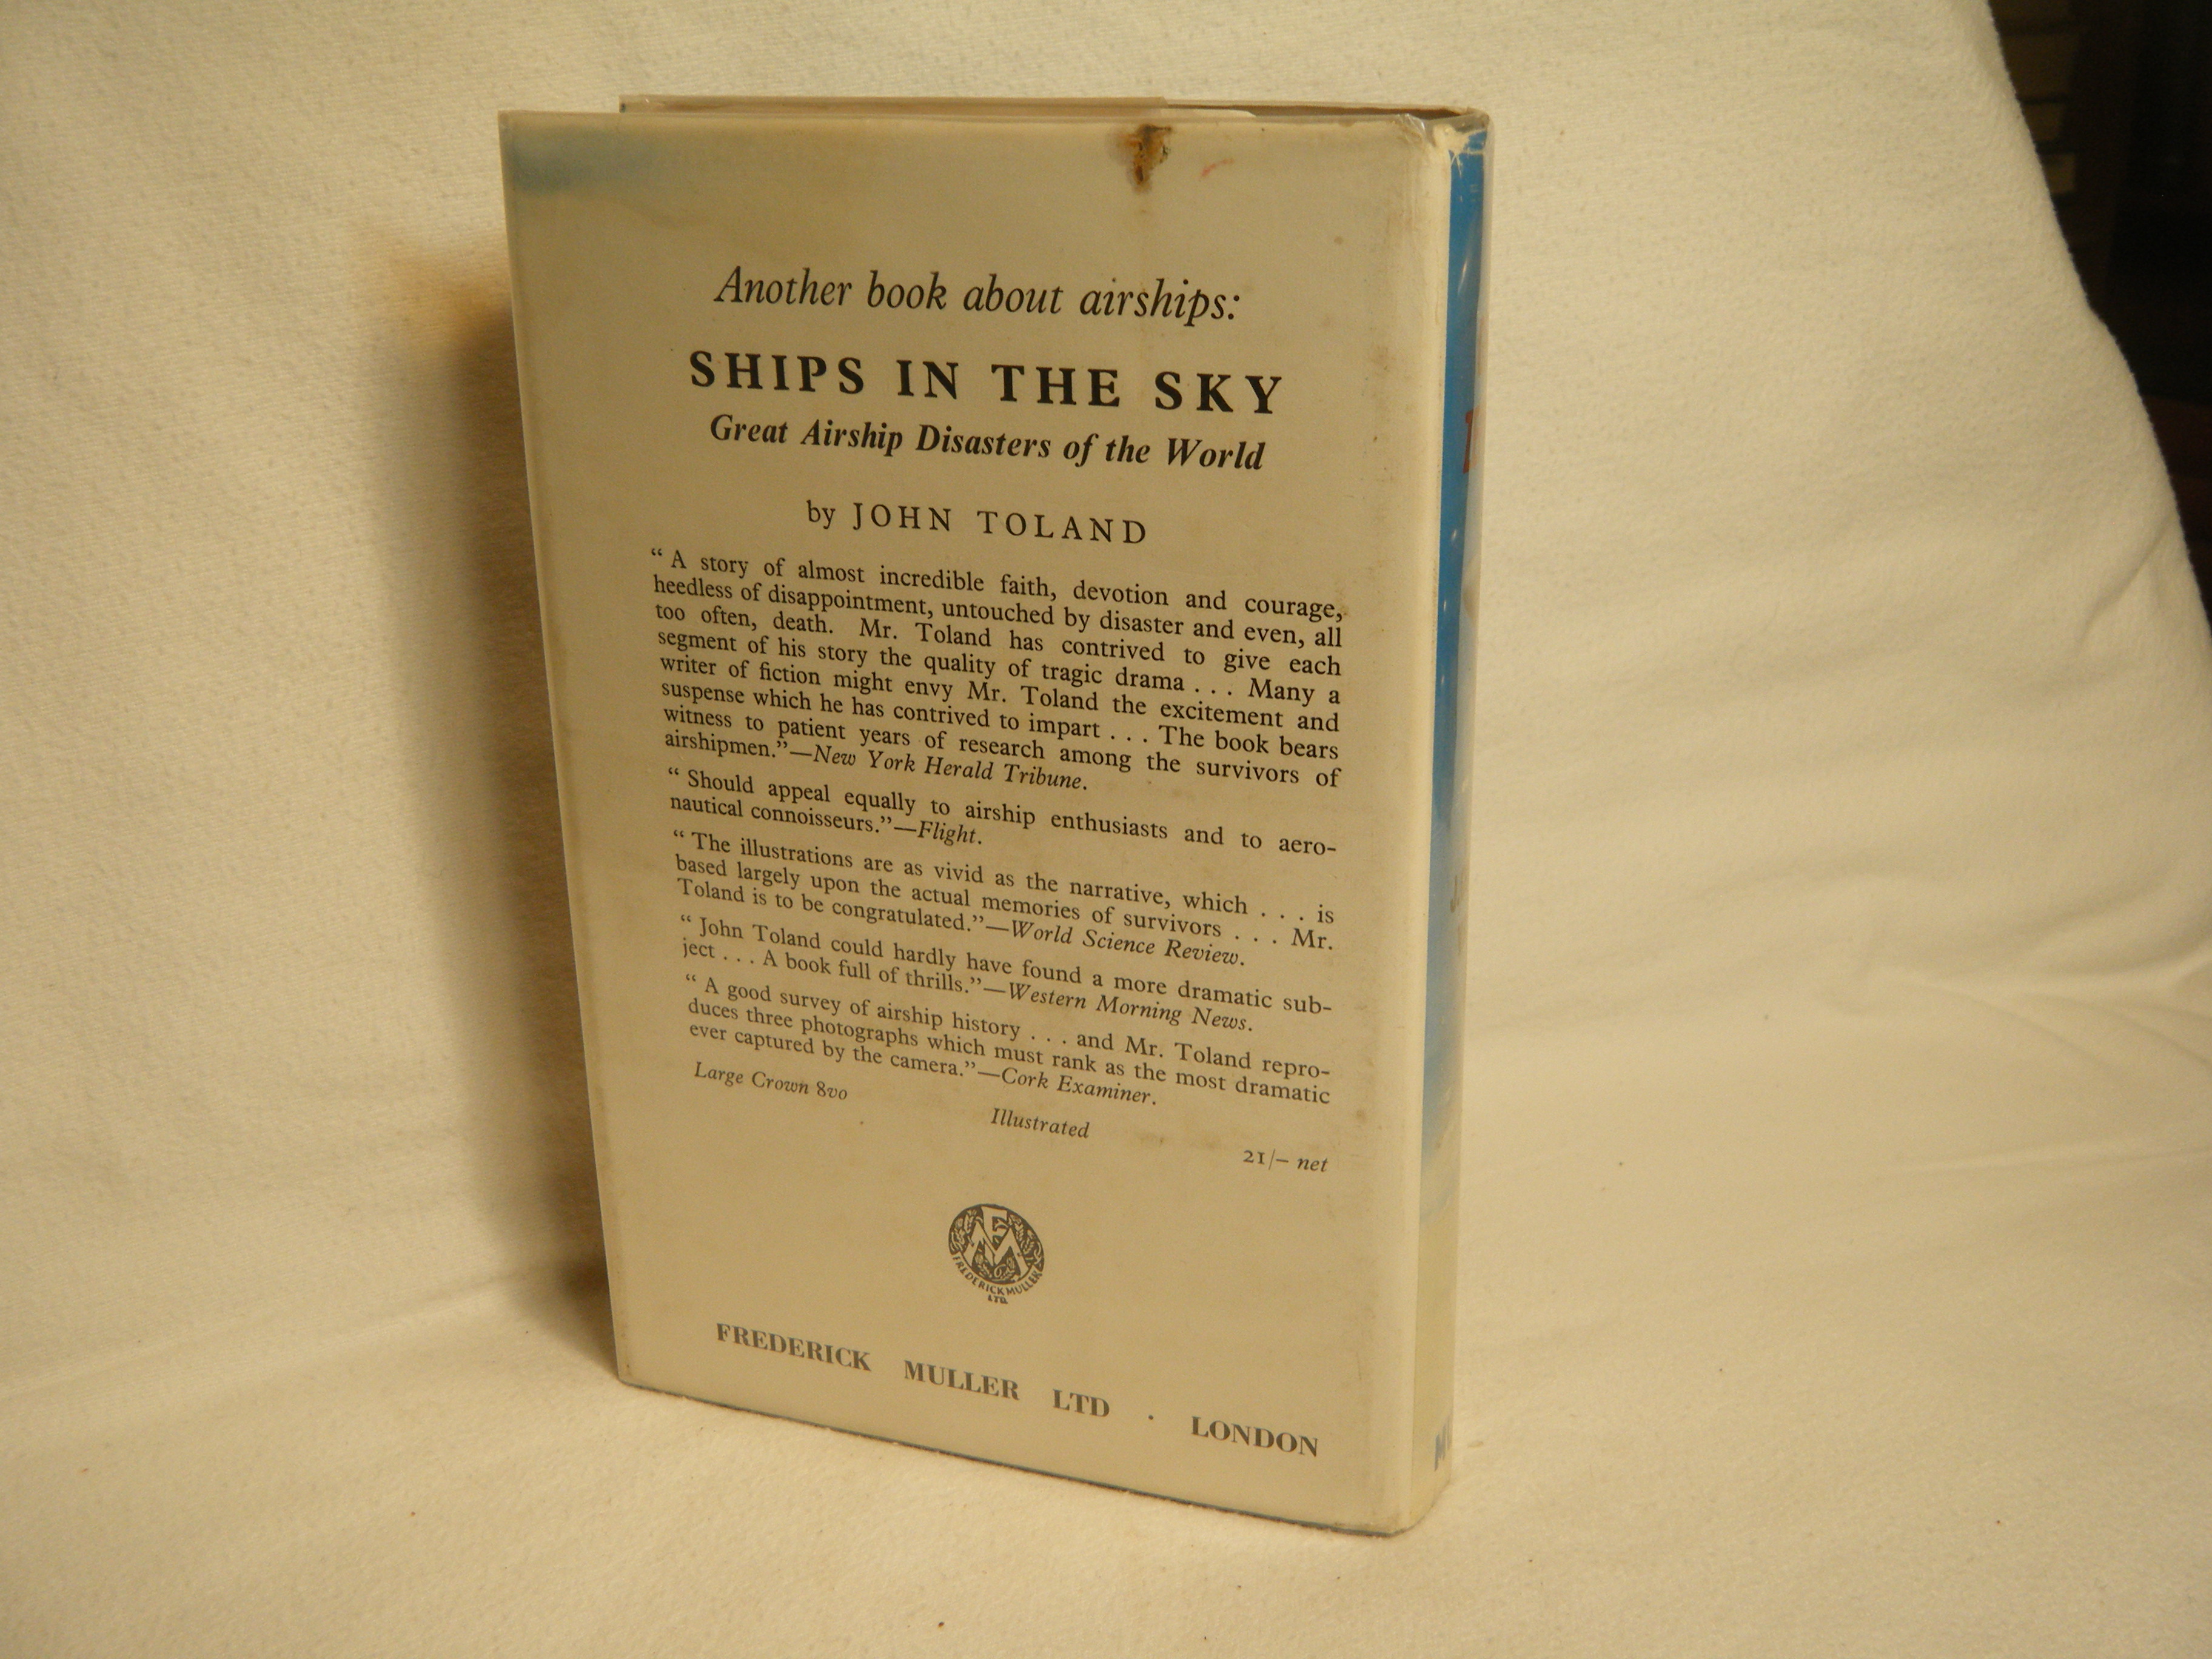 Another book about airships:
SHIPS IN THE SKY
Great Airship Disasters of the World
by JOHN TOLAND
“ A story of almost incredible faith, devotion and courage,
heedless of disappointment, untouched by disaster and even, all
too often, death. Mr. Toland has contrived to give each
segment of his story the quality of tragic drama . . . Many a
writer of fiction might envy Mr. Toland the excitement and
suspense which he has contrived to impart . . . The book bears
witness to patient years of research among the survivors of
airshipmen.”—New York Herald Tribune.
“ Should appeal equally to airship enthusiasts and to aero-
nautical connoisseurs.”—Flight.
“ The illustrations are as vivid as the narrative, which . . . is
based largely upon the actual memories of survivors . . . Mr.
Toland is to be congratulated.”—World Science Review.
“ John Toland could hardly have found a more dramatic sub-
ject . . . A book full of thrills.”—Western Morning News.
“ A good survey of airship history . . . and Mr. Toland repro-
duces three photographs which must rank as the most dramatic
ever captured by the camera.”—Cork Examiner.
Large Crown 8vo
Illustrated
21/– net
FM
FREDERICK MULLER
LTD.
FREDERICK MULLER LTD · LONDON